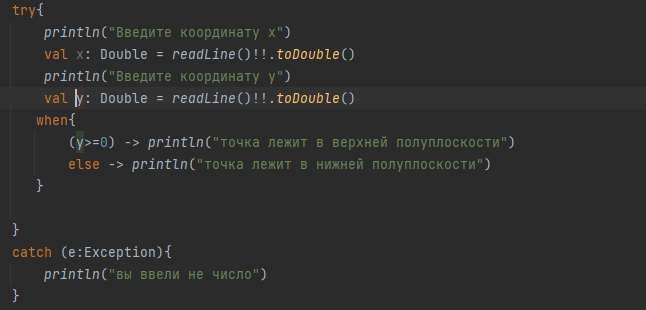 try{
println("Введите координату x")
val x: Double = readLine()!!.toDouble()
println("Введите координату y")
val y: Double = readLine()!!.toDouble()
when{
(y>=0) -> println("точка лежит в верхней полуплоскости")
else -> println("точка лежит в нижней полуплоскости")
}
}
catch (e:Exception){
println("вы ввели не число")
}